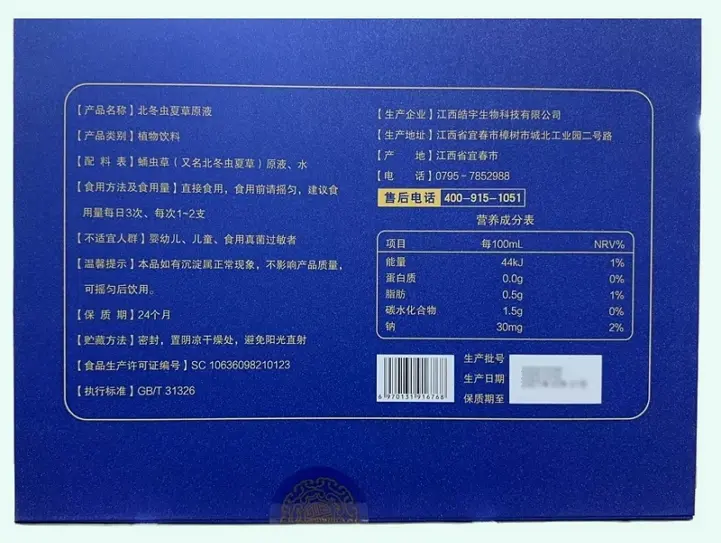 【产品名称】北冬虫夏草原液
【产品类别】植物饮料
【配 料 表】蛹虫草（又名北冬虫夏草）原液、水
【食用方法及食用量】直接食用，食用前请摇匀，建议食
用量每日3次、每次1~2支
【不适宜人群】婴幼儿、儿童、食用真菌过敏者
【温馨提示】本品如有沉淀属正常现象，不影响产品质量，
可摇匀后饮用。
【保 质 期】24个月
【贮藏方法】密封，置阴凉干燥处，避免阳光直射
【食品生产许可证编号】SC 10636098210123
【执行标准】GB/T 31326
【生产企业】江西皓宇生物科技有限公司
【生产地址】江西省宜春市樟树市城北工业园二号路
【产 地】江西省宜春市
【电 话】0795-7852988
售后电话 400-915-1051
营养成分表
项目 每100mL NRV%
能量 44kJ 1%
蛋白质 0.0g 0%
脂肪 0.5g 1%
碳水化合物 1.5g 0%
钠 30mg 2%
6970131916768
生产批号
生产日期
保质期至